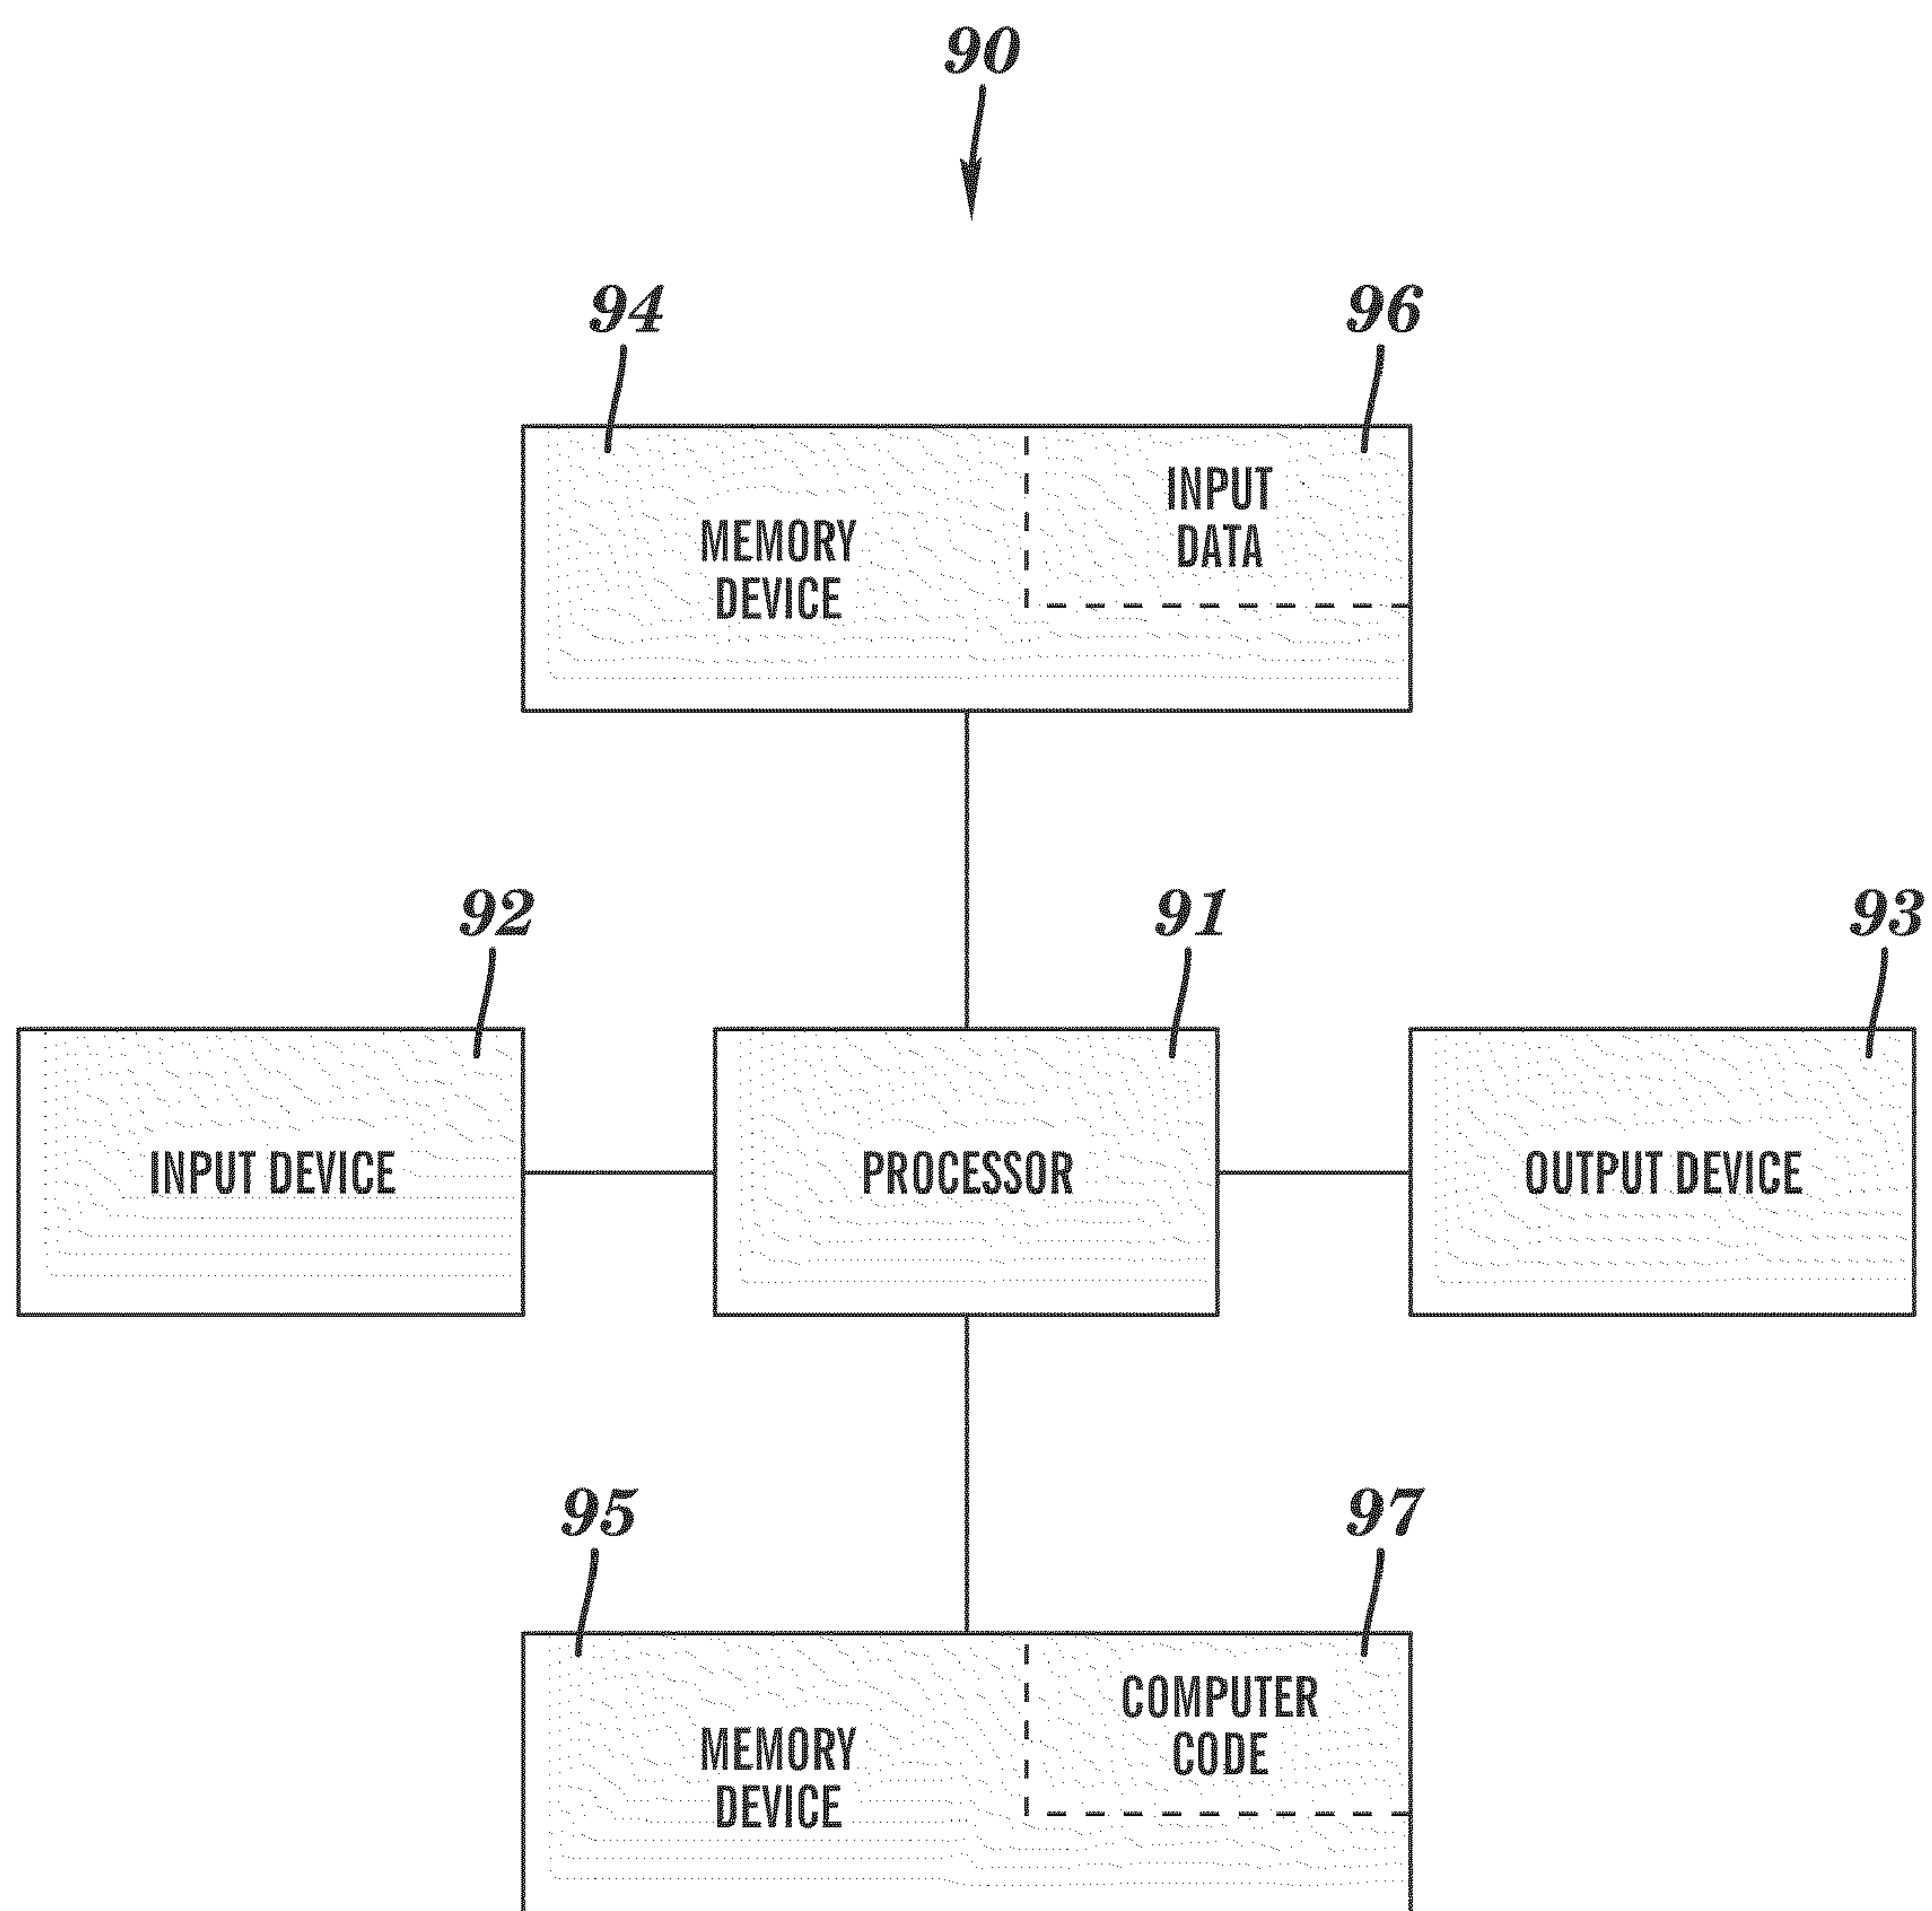 90
94
96
INPUT
DATA
MEMORY
DEVICE
92
91
93
INPUT DEVICE
PROCESSOR
OUTPUT DEVICE
95
97
COMPUTER
CODE
MEMORY
DEVICE